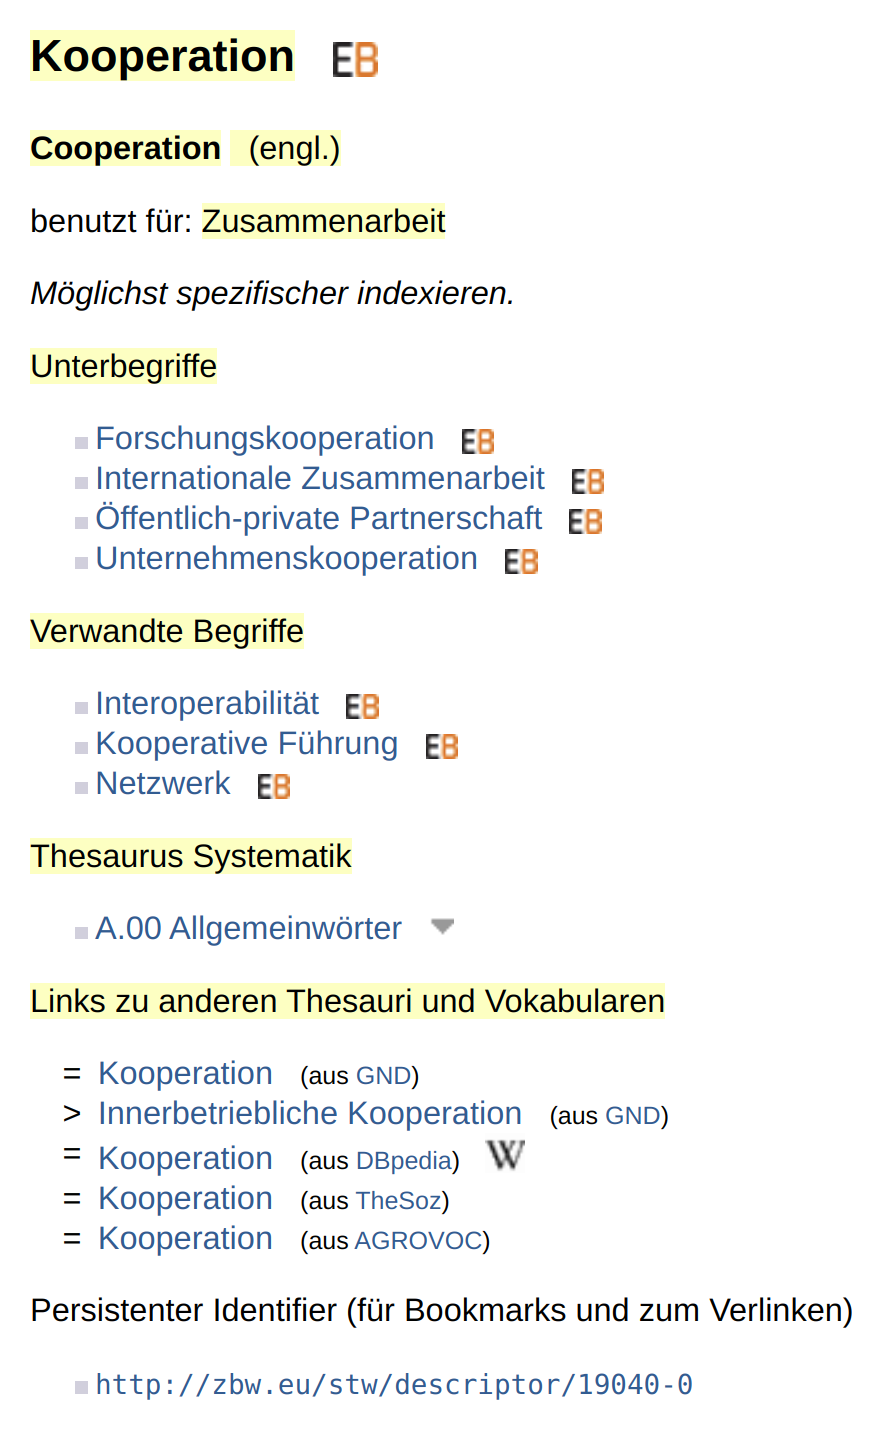 Kooperation EB
Cooperation (engl.)
benutzt für: Zusammenarbeit
Möglichst spezifischer indexieren.
Unterbegriffe
Forschungskooperation EB
Internationale Zusammenarbeit EB
Öffentlich-private Partnerschaft EB
Unternehmenskooperation EB
Verwandte Begriffe
Interoperabilität EB
Kooperative Führung EB
Netzwerk EB
Thesaurus Systematik
A.00 Allgemeinwörter
Links zu anderen Thesauri und Vokabularen
= Kooperation (aus GND)
> Innerbetriebliche Kooperation (aus GND)
= Kooperation (aus DBpedia) W
= Kooperation (aus TheSoz)
= Kooperation (aus AGROVOC)
Persistenter Identifier (für Bookmarks und zum Verlinken)
http://zbw.eu/stw/descriptor/19040-0